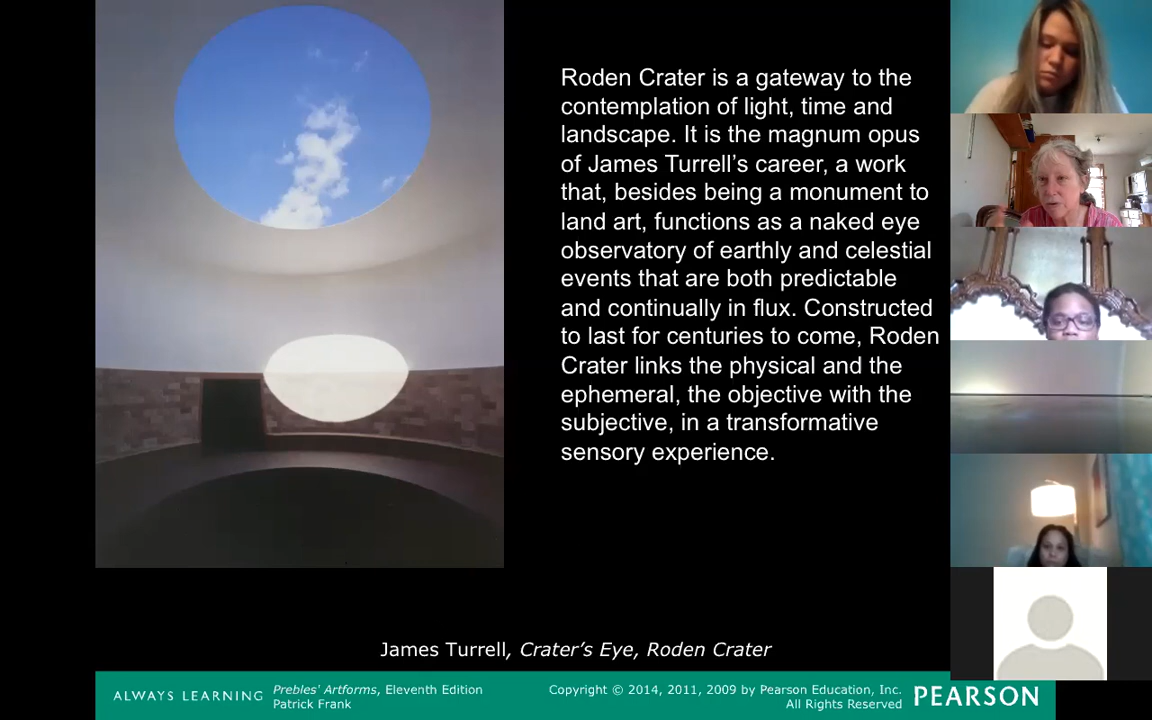 Roden Crater is a gateway to the
contemplation of light, time and
landscape. It is the magnum opus
of James Turrell’s career, a work
that, besides being a monument to
land art, functions as a naked eye
observatory of earthly and celestial
events that are both predictable
and continually in flux. Constructed
to last for centuries to come, Roden
Crater links the physical and the
ephemeral, the objective with the
subjective, in a transformative
sensory experience.
James Turrell, Crater’s Eye, Roden Crater
ALWAYS LEARNING
Prebles' Artforms, Eleventh Edition
Patrick Frank
Copyright © 2014, 2011, 2009 by Pearson Education, Inc.
All Rights Reserved
PEARSON